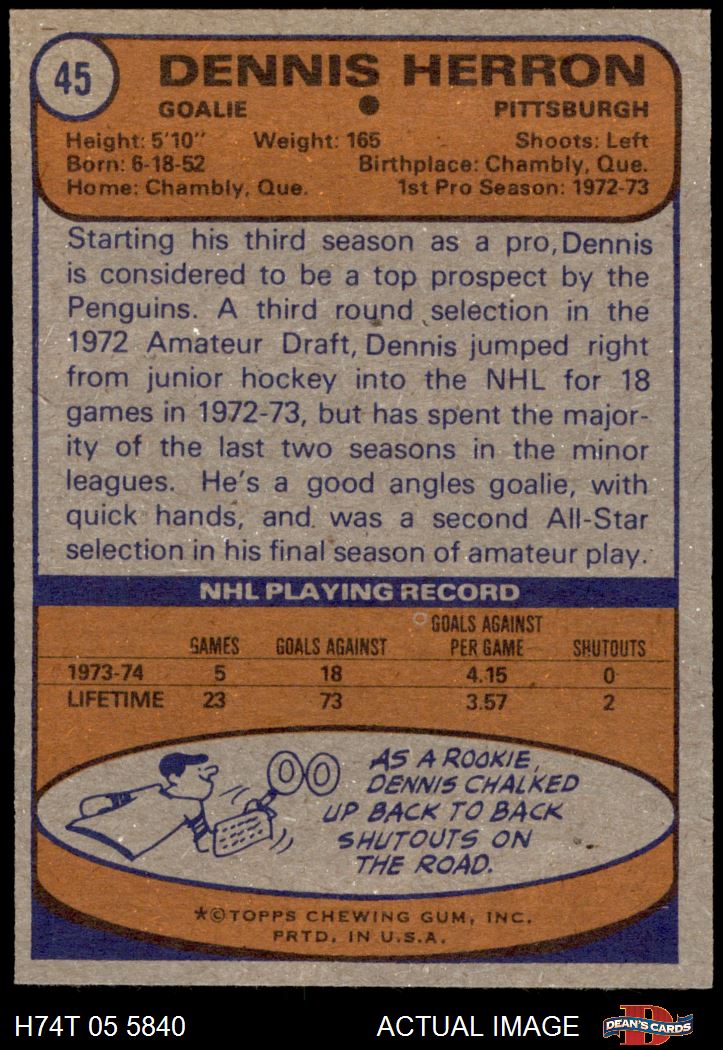 45
DENNIS HERRON
GOALIE ● PITTSBURGH
Height: 5'10" Weight: 165 Shoots: Left
Born: 6-18-52 Birthplace: Chambly, Que.
Home: Chambly, Que. 1st Pro Season: 1972-73
Starting his third season as a pro, Dennis
is considered to be a top prospect by the
Penguins. A third round selection in the
1972 Amateur Draft, Dennis jumped right
from junior hockey into the NHL for 18
games in 1972-73, but has spent the major-
ity of the last two seasons in the minor
leagues. He's a good angles goalie, with
quick hands, and was a second All-Star
selection in his final season of amateur play.
NHL PLAYING RECORD
GAMES GOALS AGAINST GOALS AGAINST PER GAME SHUTOUTS
1973-74 5 18 4.15 0
LIFETIME 23 73 3.57 2
00
AS A ROOKIE,
DENNIS CHALKED
UP BACK TO BACK
SHUTOUTS ON
THE ROAD.
*©TOPPS CHEWING GUM, INC.
PRTD. IN U.S.A.
H74T 05 5840 ACTUAL IMAGE D DEAN'S CARDS